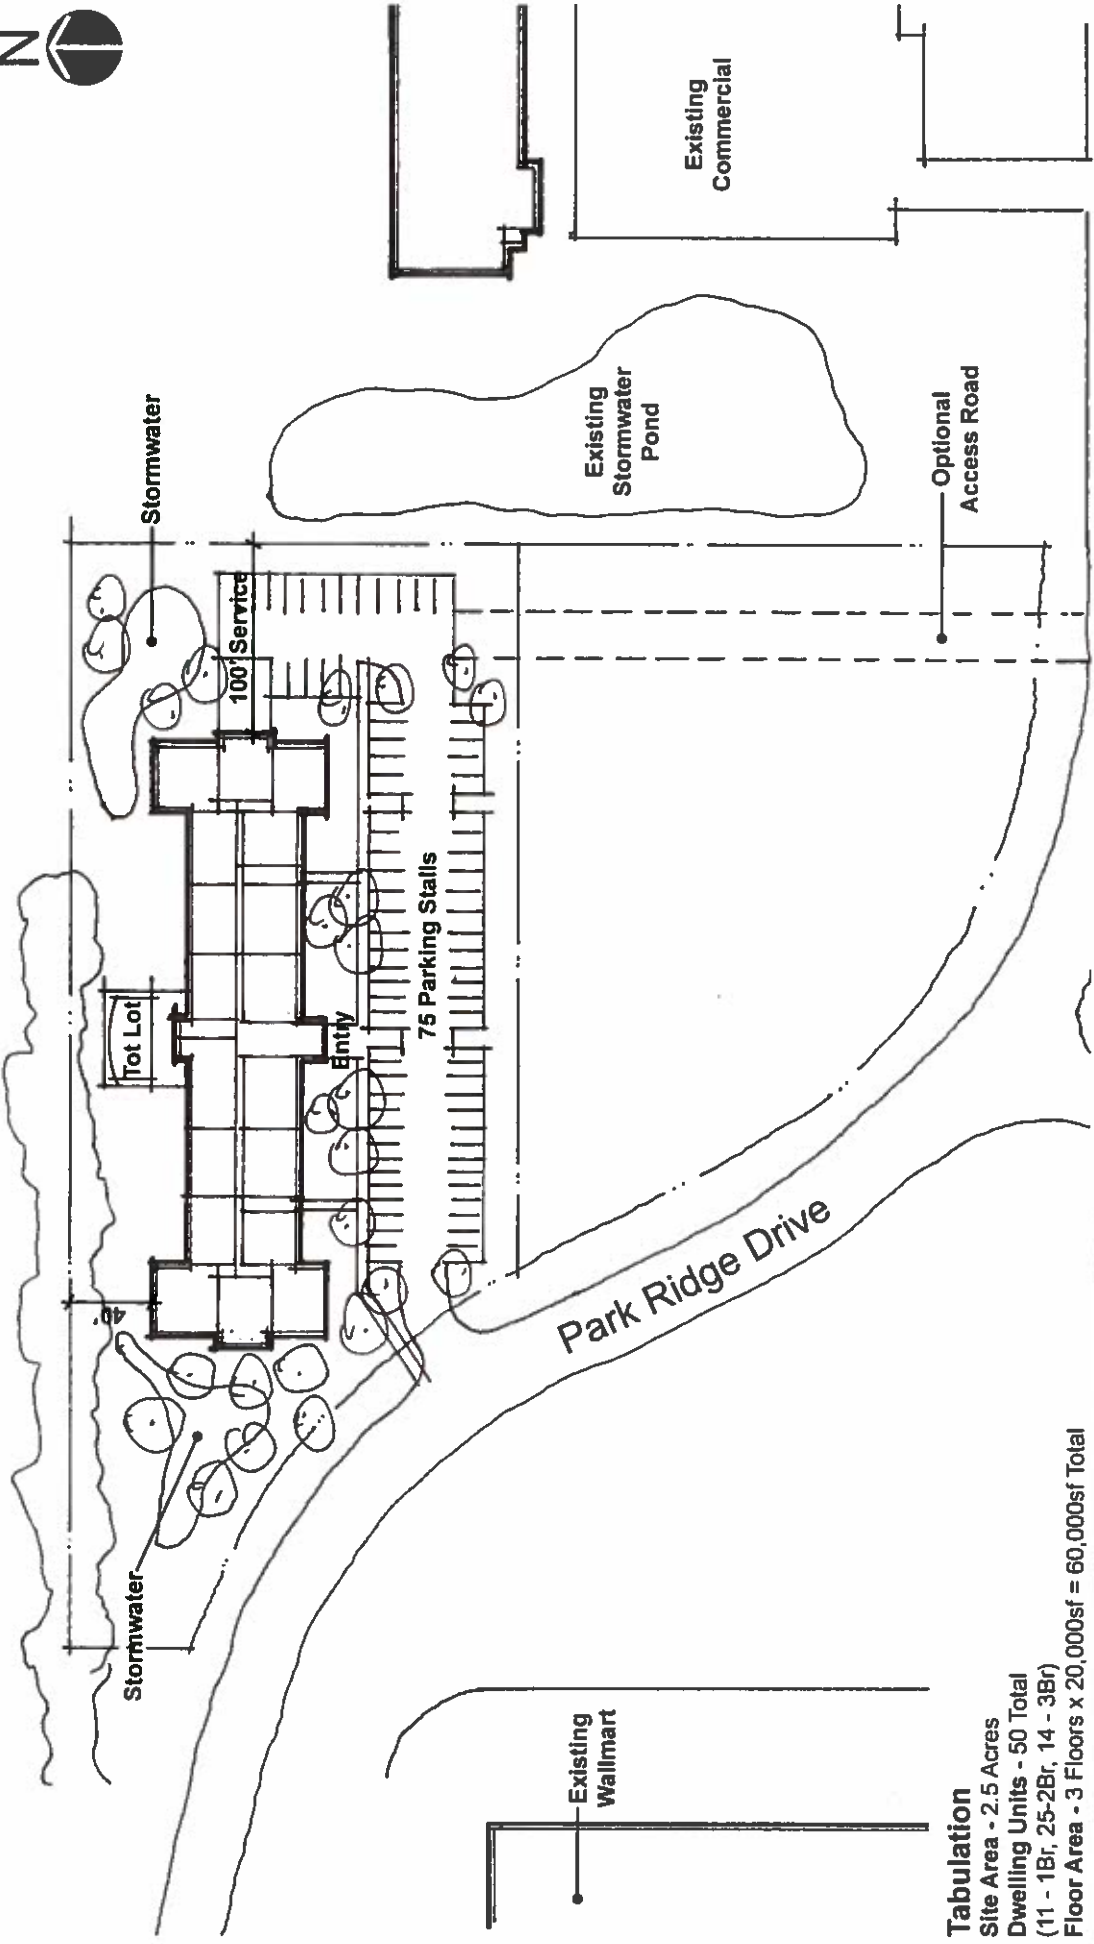 N
Stormwater
100' Service
Existing
Commercial
Existing
Stormwater
Pond
Optional
Access Road
Tot Lot
Entry
75 Parking Stalls
40'
Park Ridge Drive
Stormwater
Existing
Wallmart
Tabulation
Site Area - 2.5 Acres
Dwelling Units - 50 Total
(11 - 1Br, 25-2Br, 14 - 3Br)
Floor Area - 3 Floors x 20,000sf = 60,000sf Total